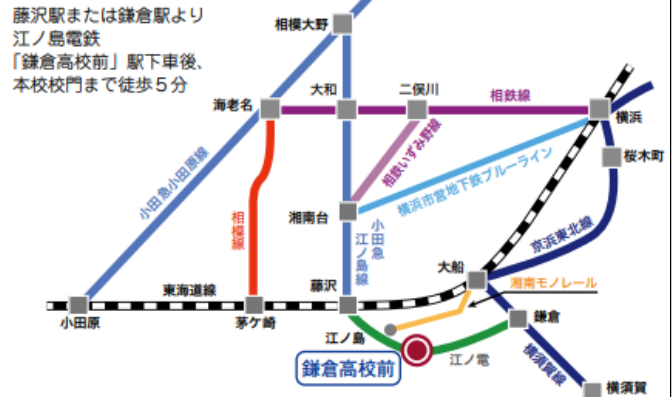 藤沢駅または鎌倉駅より
江ノ島電鉄
「鎌倉高校前」駅下車後、
本校校門まで徒歩５分
相模大野
海老名
大和
二俣川
相鉄線
横浜
桜木町
小田急小田原線
相鉄いずみ野線
横浜市営地下鉄ブルーライン
相模線
湘南台
小田急
江ノ島線
京浜東北線
大船
湘南モノレール
東海道線
藤沢
小田原
茅ケ崎
江ノ島
鎌倉
鎌倉高校前
江ノ電
横須賀線
横須賀